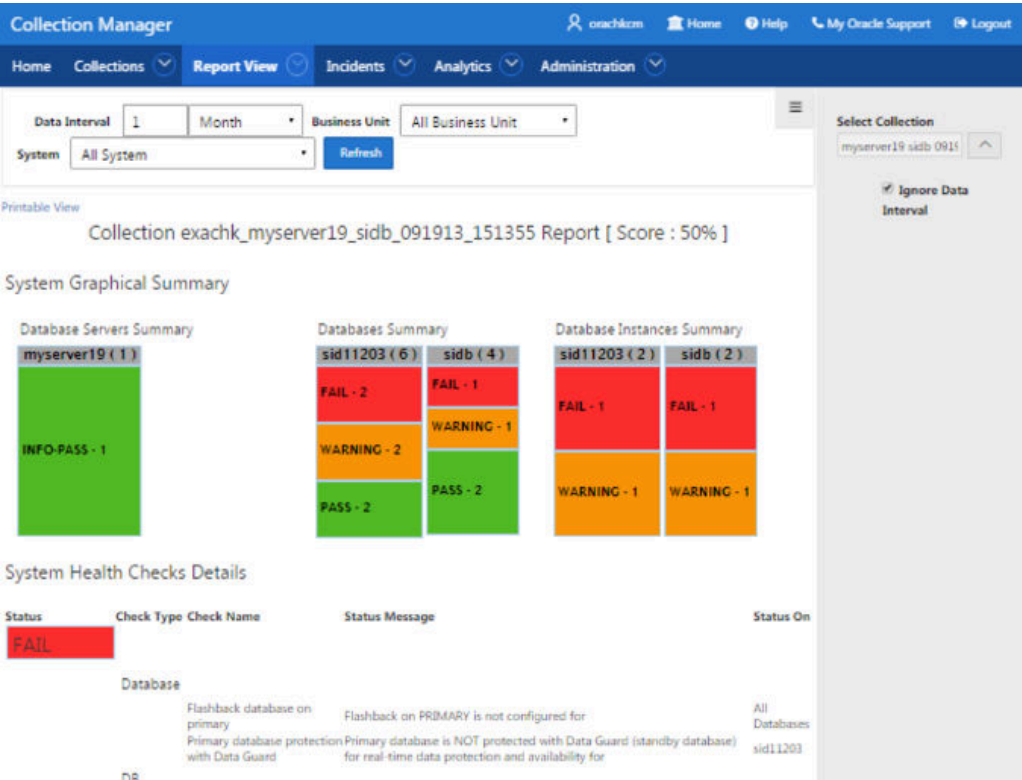 Collection Manager
orachkcm Home Help My Oracle Support Logout
Home Collections Report View Incidents Analytics Administration
Data Interval 1 Month Business Unit All Business Unit
System All System Refresh
Select Collection
myserver19 sidb 0919
Ignore Data
Interval
Printable View
Collection exachk_myserver19_sidb_091913_151355 Report [ Score : 50% ]
System Graphical Summary
Database Servers Summary
myserver19 ( 1 )
INFO-PASS - 1
Databases Summary
sid11203 ( 6 ) sidb ( 4 )
FAIL - 2
WARNING - 2
PASS - 2
FAIL - 1
WARNING - 1
PASS - 2
Database Instances Summary
sid11203 ( 2 ) sidb ( 2 )
FAIL - 1 FAIL - 1
WARNING - 1 WARNING - 1
System Health Checks Details
Status Check Type Check Name Status Message Status On
FAIL
Database
Flashback database on
primary
Flashback on PRIMARY is not configured for
All
Databases
Primary database protection
with Data Guard
Primary database is NOT protected with Data Guard (standby database)
for real-time data protection and availability for
sid11203